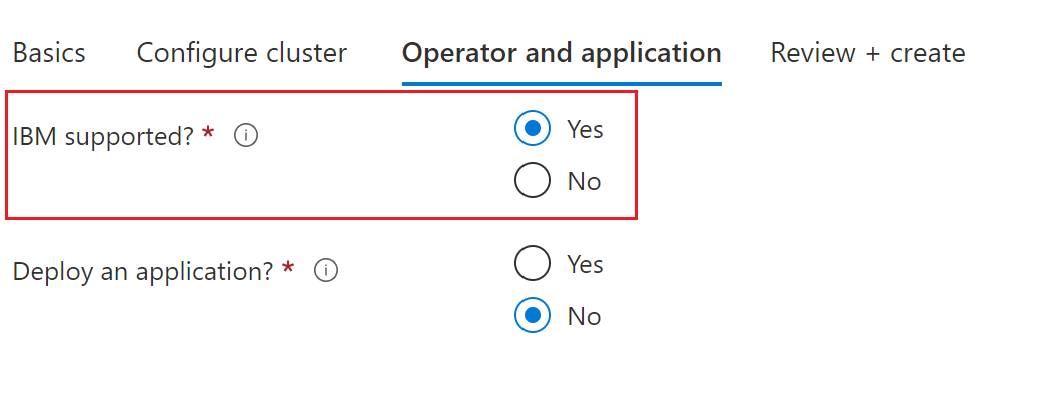 Basics Configure cluster Operator and application Review + create
IBM supported? * Yes
No
Deploy an application? * Yes
No